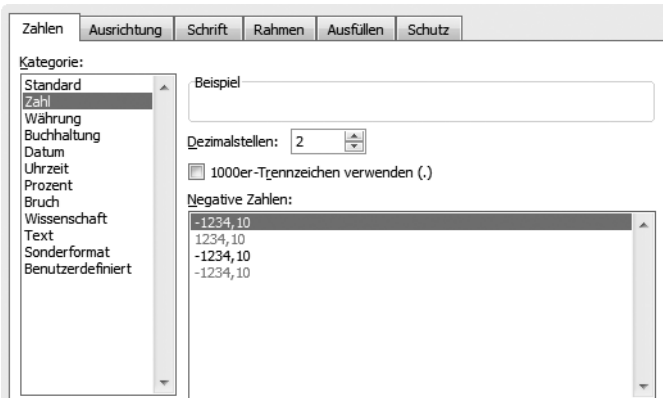 Zahlen Ausrichtung Schrift Rahmen Ausfüllen Schutz
Kategorie:
Standard
Zahl
Währung
Buchhaltung
Datum
Uhrzeit
Prozent
Bruch
Wissenschaft
Text
Sonderformat
Benutzerdefiniert
Beispiel
Dezimalstellen: 2
1000er-Trennzeichen verwenden (.)
Negative Zahlen:
-1234,10
1234,10
-1234,10
-1234,10